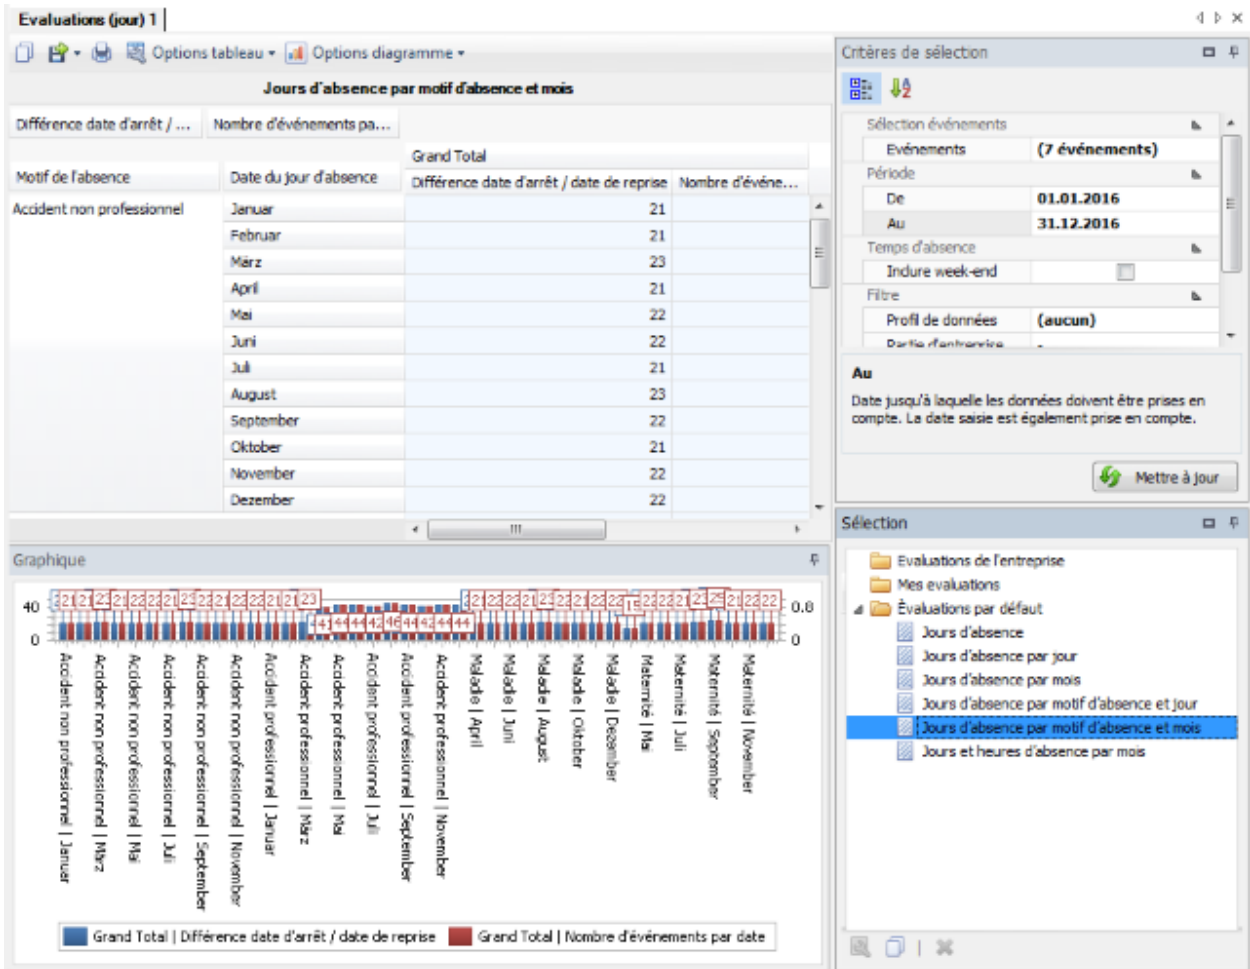 Evaluations (jour) 1
Options tableau
Options diagramme
Jours d'absence par motif d'absence et mois
Différence date d'arrêt / ...
Nombre d'événements pa...
Grand Total
Motif de l'absence
Date du jour d'absence
Différence date d'arrêt / date de reprise
Nombre d'événe...
Accident non professionnel
Januar 21
Februar 21
März 23
April 21
Mai 22
Juni 22
Juli 21
August 23
September 22
Oktober 21
November 22
Dezember 22
Graphique
40
0
0.8
0
Accident non professionnel | Januar
Accident non professionnel | März
Accident non professionnel | Mai
Accident non professionnel | Juli
Accident non professionnel | September
Accident non professionnel | November
Accident professionnel | Januar
Accident professionnel | März
Accident professionnel | Mai
Accident professionnel | Juli
Accident professionnel | September
Accident professionnel | November
Maladie | April
Maladie | Juni
Maladie | August
Maladie | Oktober
Maladie | Dezember
Maternité | Mai
Maternité | Juli
Maternité | September
Maternité | November
Grand Total | Différence date d'arrêt / date de reprise
Grand Total | Nombre d'événements par date
Critères de sélection
Sélection événements
Evénements (7 événements)
Période
De 01.01.2016
Au 31.12.2016
Temps d'absence
Indure week-end
Filtre
Profil de données (aucun)
Partie d'entreprise -
Au
Date jusqu'à laquelle les données doivent être prises en
compte. La date saisie est également prise en compte.
Mettre à jour
Sélection
Evaluations de l'entreprise
Mes evaluations
Évaluations par défaut
Jours d'absence
Jours d'absence par jour
Jours d'absence par mois
Jours d'absence par motif d'absence et jour
Jours d'absence par motif d'absence et mois
Jours et heures d'absence par mois